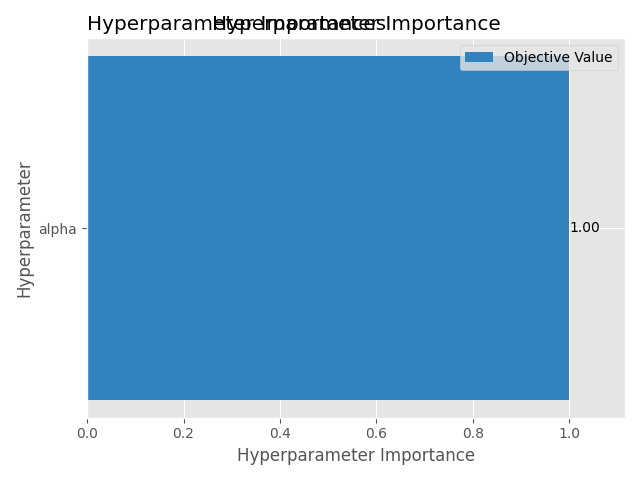 Hyperparameter Importances
Hyperparameter Importance
Objective Value
Hyperparameter
alpha
1.00
0.0 0.2 0.4 0.6 0.8 1.0
Hyperparameter Importance